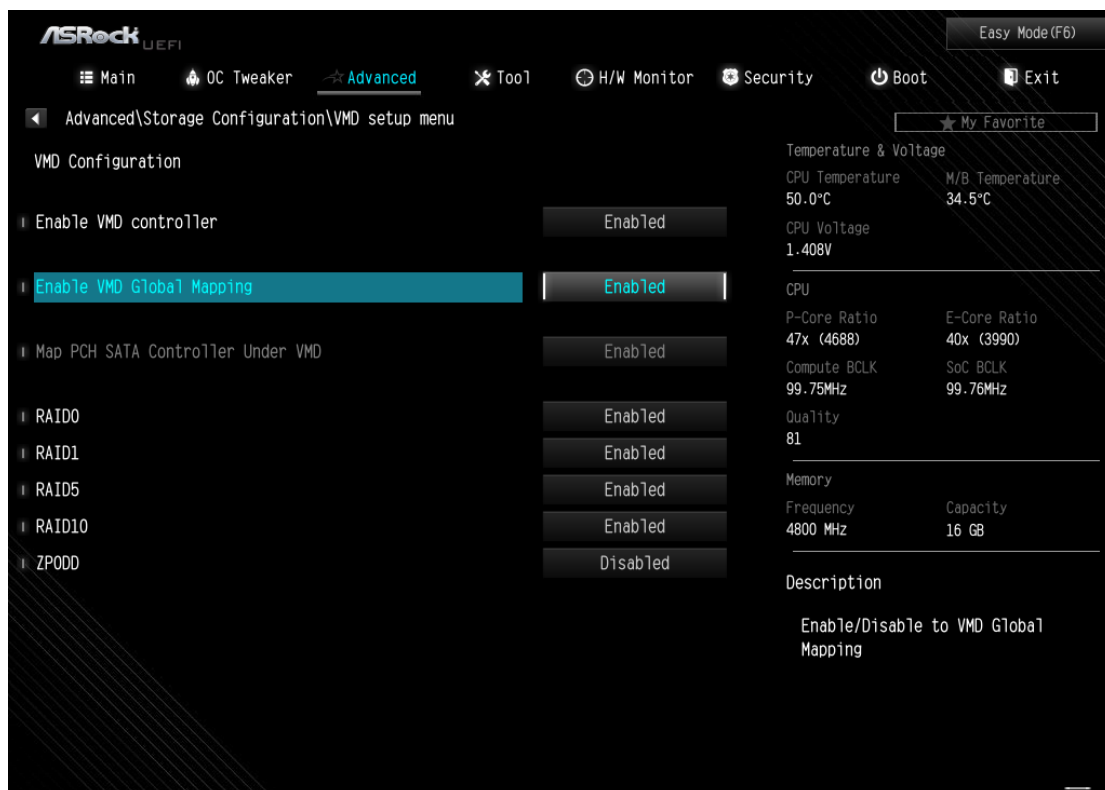 ASRock UEFI
Easy Mode(F6)
Main OC Tweaker Advanced Tool H/W Monitor Security Boot Exit
Advanced\Storage Configuration\VMD setup menu
My Favorite
VMD Configuration
Enable VMD controller Enabled
Enable VMD Global Mapping Enabled
Map PCH SATA Controller Under VMD Enabled
RAID0 Enabled
RAID1 Enabled
RAID5 Enabled
RAID10 Enabled
ZPODD Disabled
Temperature & Voltage
CPU Temperature M/B Temperature
50.0°C 34.5°C
CPU Voltage
1.408V
CPU
P-Core Ratio E-Core Ratio
47x (4688) 40x (3990)
Compute BCLK SoC BCLK
99.75MHz 99.76MHz
Quality
81
Memory
Frequency Capacity
4800 MHz 16 GB
Description
Enable/Disable to VMD Global
Mapping